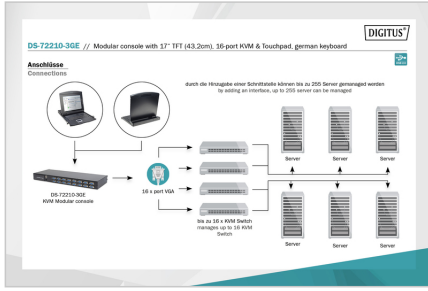 DIGITUS®
DS-72210-3GE // Modular console with 17" TFT (43,2cm), 16-port KVM & Touchpad, german keyboard
Anschlüsse
Connections
durch die Hinzugabe einer Schnittstelle können bis zu 255 Server gemanaged werden
by adding an interface, up to 255 server can be managed
Server
Server
Server
DS-72210-3GE
KVM Modular console
16 x port VGA
bis zu 16 x KVM Switch
manages up to 16 KVM
Switch
Server
Server
Server